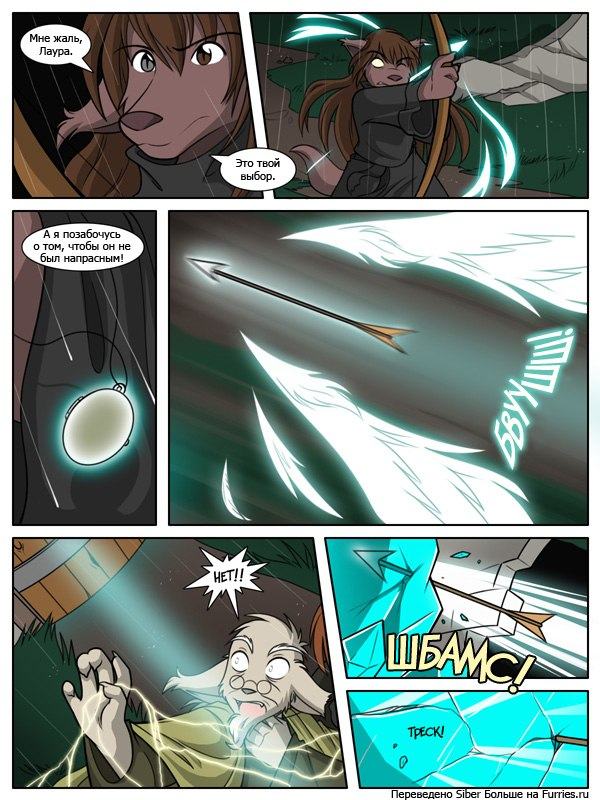 Мне жаль,
Лаура.
Это твой
выбор.
А я позабочусь
о том, чтобы он не
был напрасным!
БВУУШШ!
НЕТ!!
ШБАМС!
ТРЕСК!
Переведено Siber Больше на Furries.ru